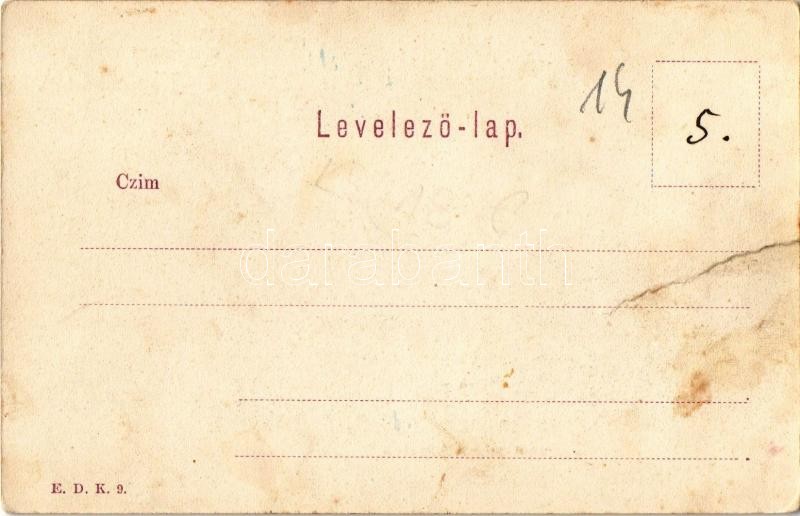 14
Levelező-lap.
5.
Czim
darabanth
E. D. K. 9.